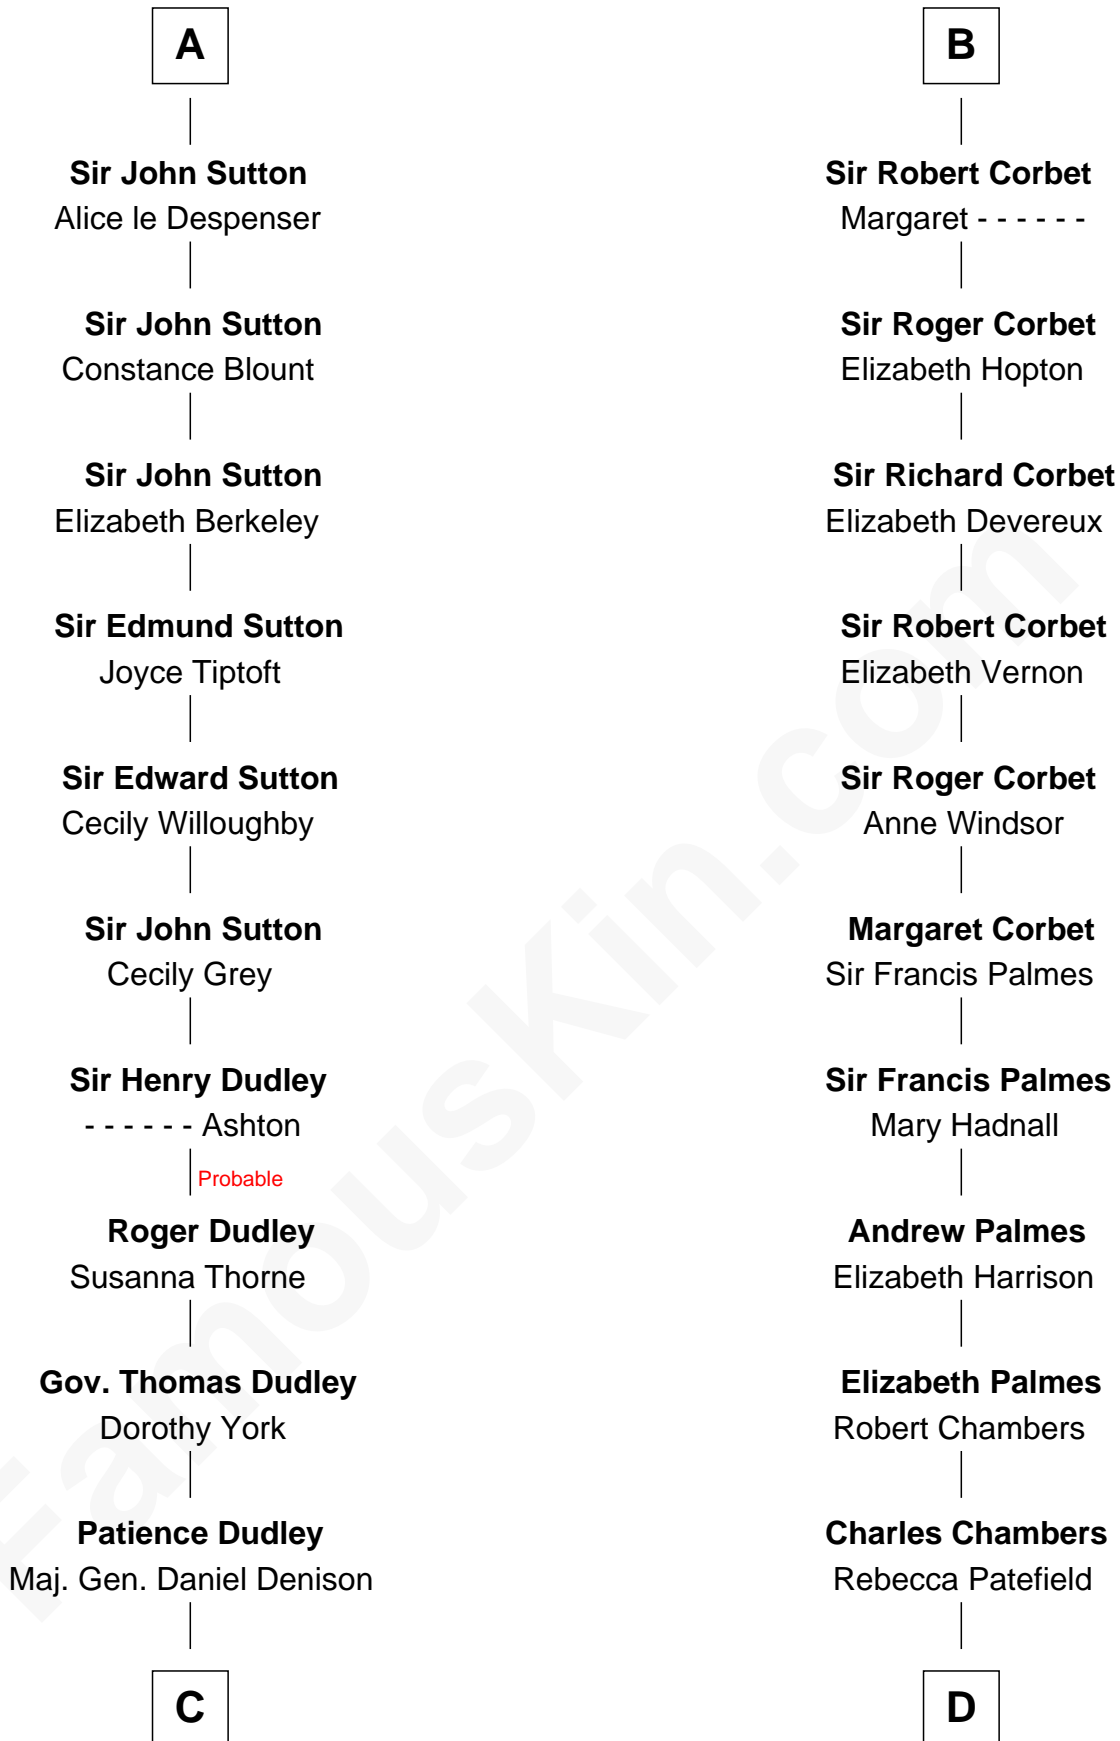 A
Sir John Sutton
Alice le Despenser
Sir John Sutton
Constance Blount
Sir John Sutton
Elizabeth Berkeley
Sir Edmund Sutton
Joyce Tiptoft
Sir Edward Sutton
Cecily Willoughby
Sir John Sutton
Cecily Grey
Sir Henry Dudley
- - - - - - Ashton
Probable
Roger Dudley
Susanna Thorne
Gov. Thomas Dudley
Dorothy York
Patience Dudley
Maj. Gen. Daniel Denison
C
B
Sir Robert Corbet
Margaret - - - - - -
Sir Roger Corbet
Elizabeth Hopton
Sir Richard Corbet
Elizabeth Devereux
Sir Robert Corbet
Elizabeth Vernon
Sir Roger Corbet
Anne Windsor
Margaret Corbet
Sir Francis Palmes
Sir Francis Palmes
Mary Hadnall
Andrew Palmes
Elizabeth Harrison
Elizabeth Palmes
Robert Chambers
Charles Chambers
Rebecca Patefield
D
FamousKin.com